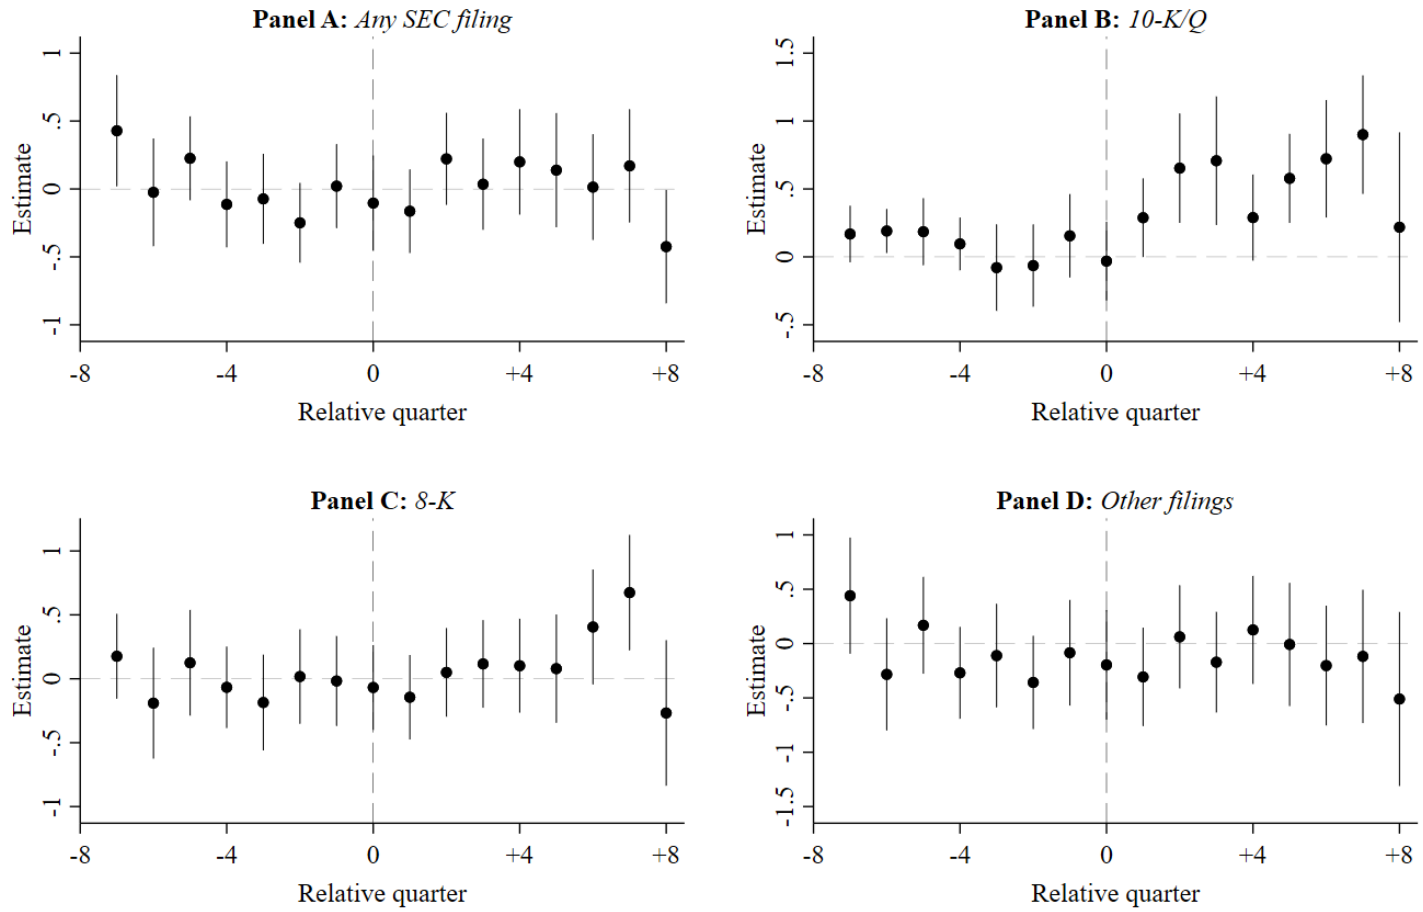 Panel A: Any SEC filing
Estimate
1
.5
0
-.5
-1
-8 -4 0 +4 +8
Relative quarter
Panel B: 10-K/Q
Estimate
1.5
1
.5
0
-.5
-8 -4 0 +4 +8
Relative quarter
Panel C: 8-K
Estimate
1
.5
0
-.5
-1
-8 -4 0 +4 +8
Relative quarter
Panel D: Other filings
Estimate
1
.5
0
-.5
-1
-1.5
-8 -4 0 +4 +8
Relative quarter